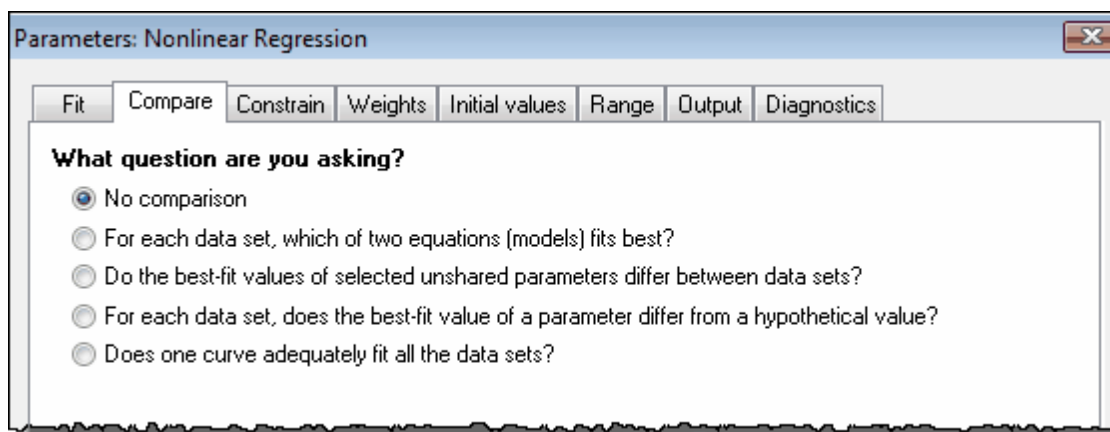 Parameters: Nonlinear Regression
Fit Compare Constrain Weights Initial values Range Output Diagnostics
What question are you asking?
No comparison
For each data set, which of two equations (models) fits best?
Do the best-fit values of selected unshared parameters differ between data sets?
For each data set, does the best-fit value of a parameter differ from a hypothetical value?
Does one curve adequately fit all the data sets?